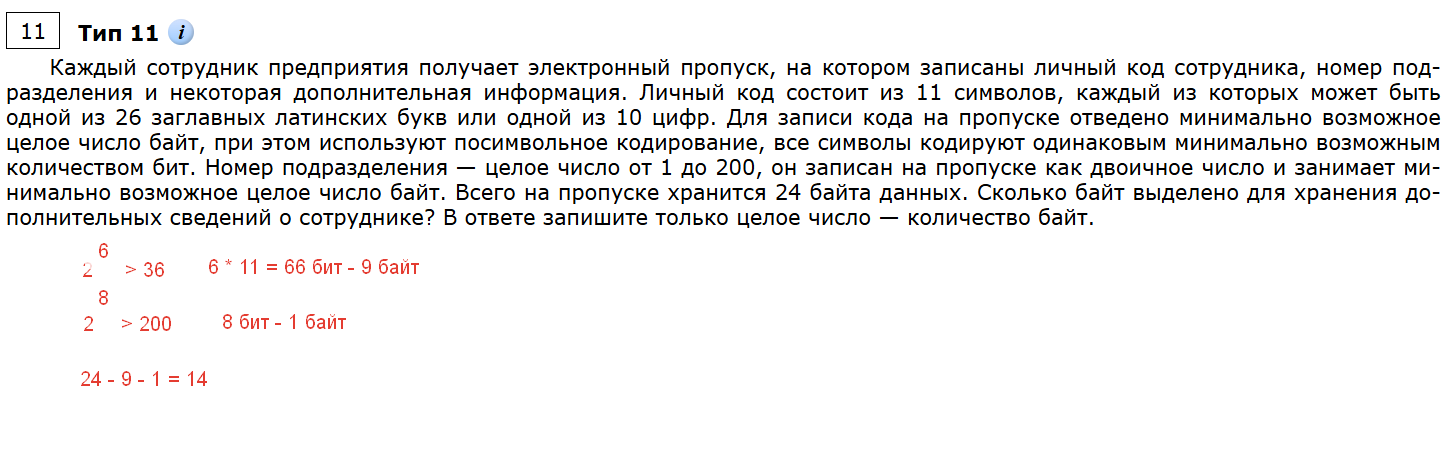 11 Тип 11 i
Каждый сотрудник предприятия получает электронный пропуск, на котором записаны личный код сотрудника, номер под-
разделения и некоторая дополнительная информация. Личный код состоит из 11 символов, каждый из которых может быть
одной из 26 заглавных латинских букв или одной из 10 цифр. Для записи кода на пропуске отведено минимально возможное
целое число байт, при этом используют посимвольное кодирование, все символы кодируют одинаковым минимально возможным
количеством бит. Номер подразделения — целое число от 1 до 200, он записан на пропуске как двоичное число и занимает ми-
нимально возможное целое число байт. Всего на пропуске хранится 24 байта данных. Сколько байт выделено для хранения до-
полнительных сведений о сотруднике? В ответе запишите только целое число — количество байт.
2^6 > 36 6 * 11 = 66 бит - 9 байт
2^8 > 200 8 бит - 1 байт
24 - 9 - 1 = 14